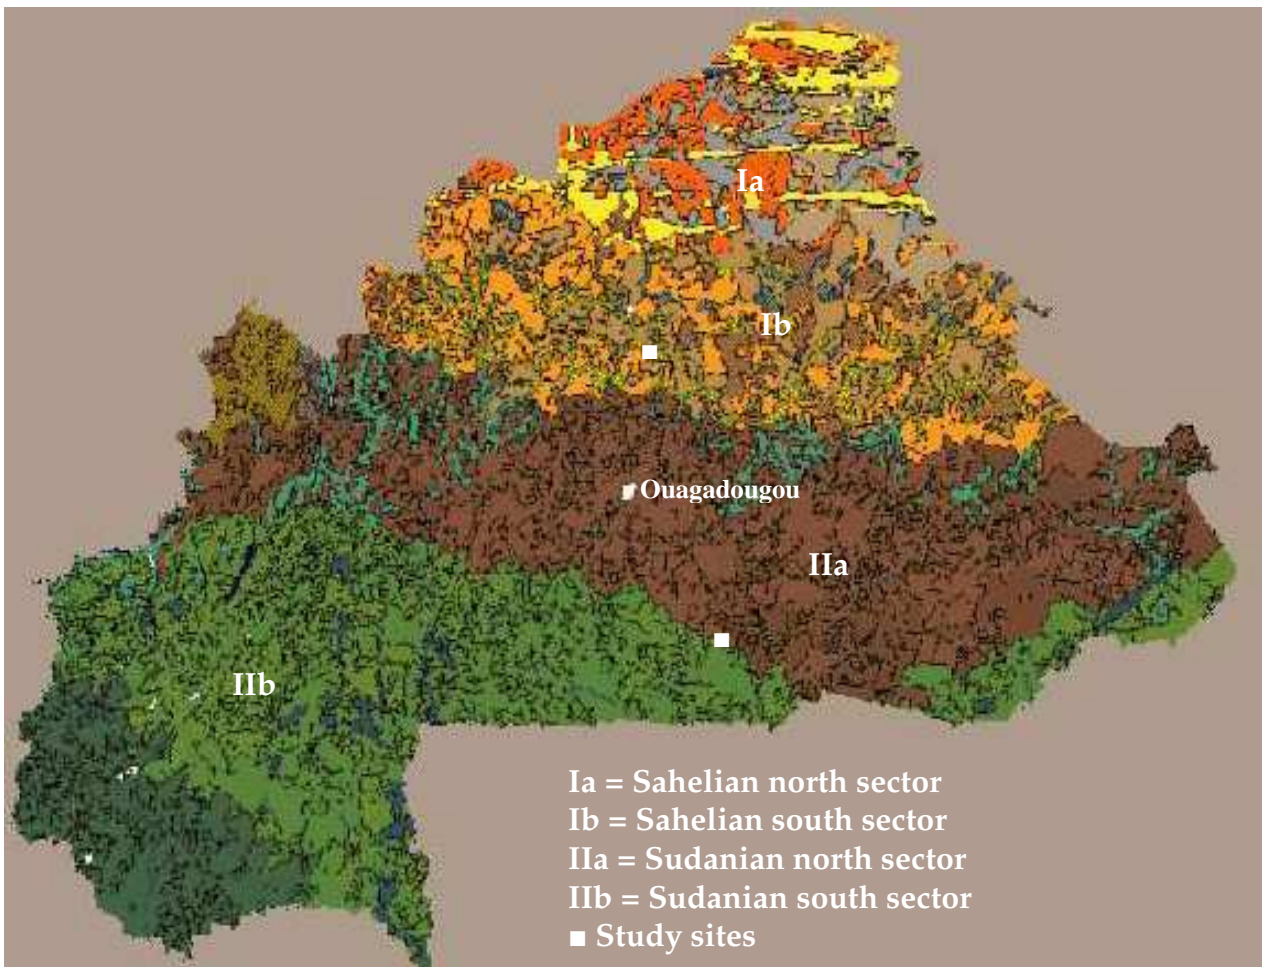 Ia
Ib
Ouagadougou
IIa
IIb
Ia = Sahelian north sector
Ib = Sahelian south sector
IIa = Sudanian north sector
IIb = Sudanian south sector
■ Study sites